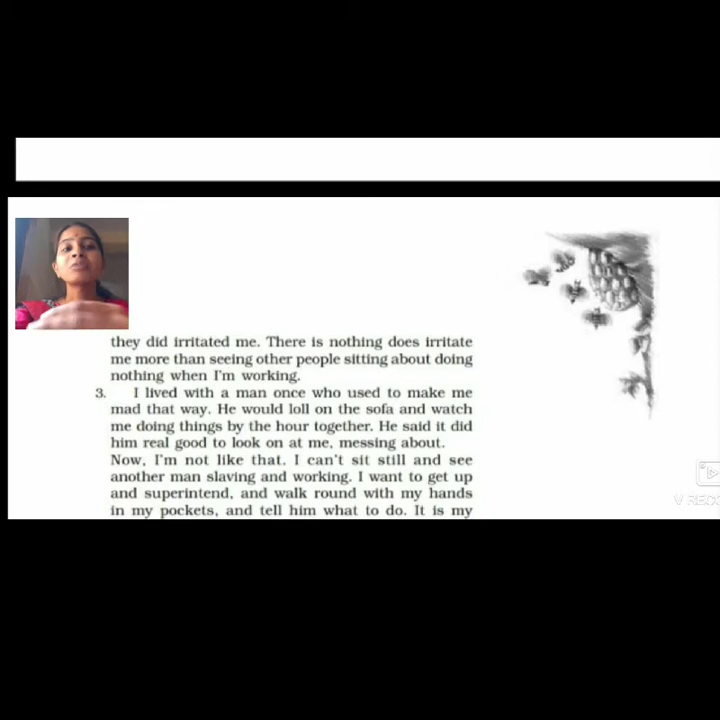 they did irritated me. There is nothing does irritate
me more than seeing other people sitting about doing
nothing when I'm working.
3. I lived with a man once who used to make me
mad that way. He would loll on the sofa and watch
me doing things by the hour together. He said it did
him real good to look on at me, messing about.
Now, I'm not like that. I can't sit still and see
another man slaving and working. I want to get up
and superintend, and walk round with my hands
in my pockets, and tell him what to do. It is my
V REC